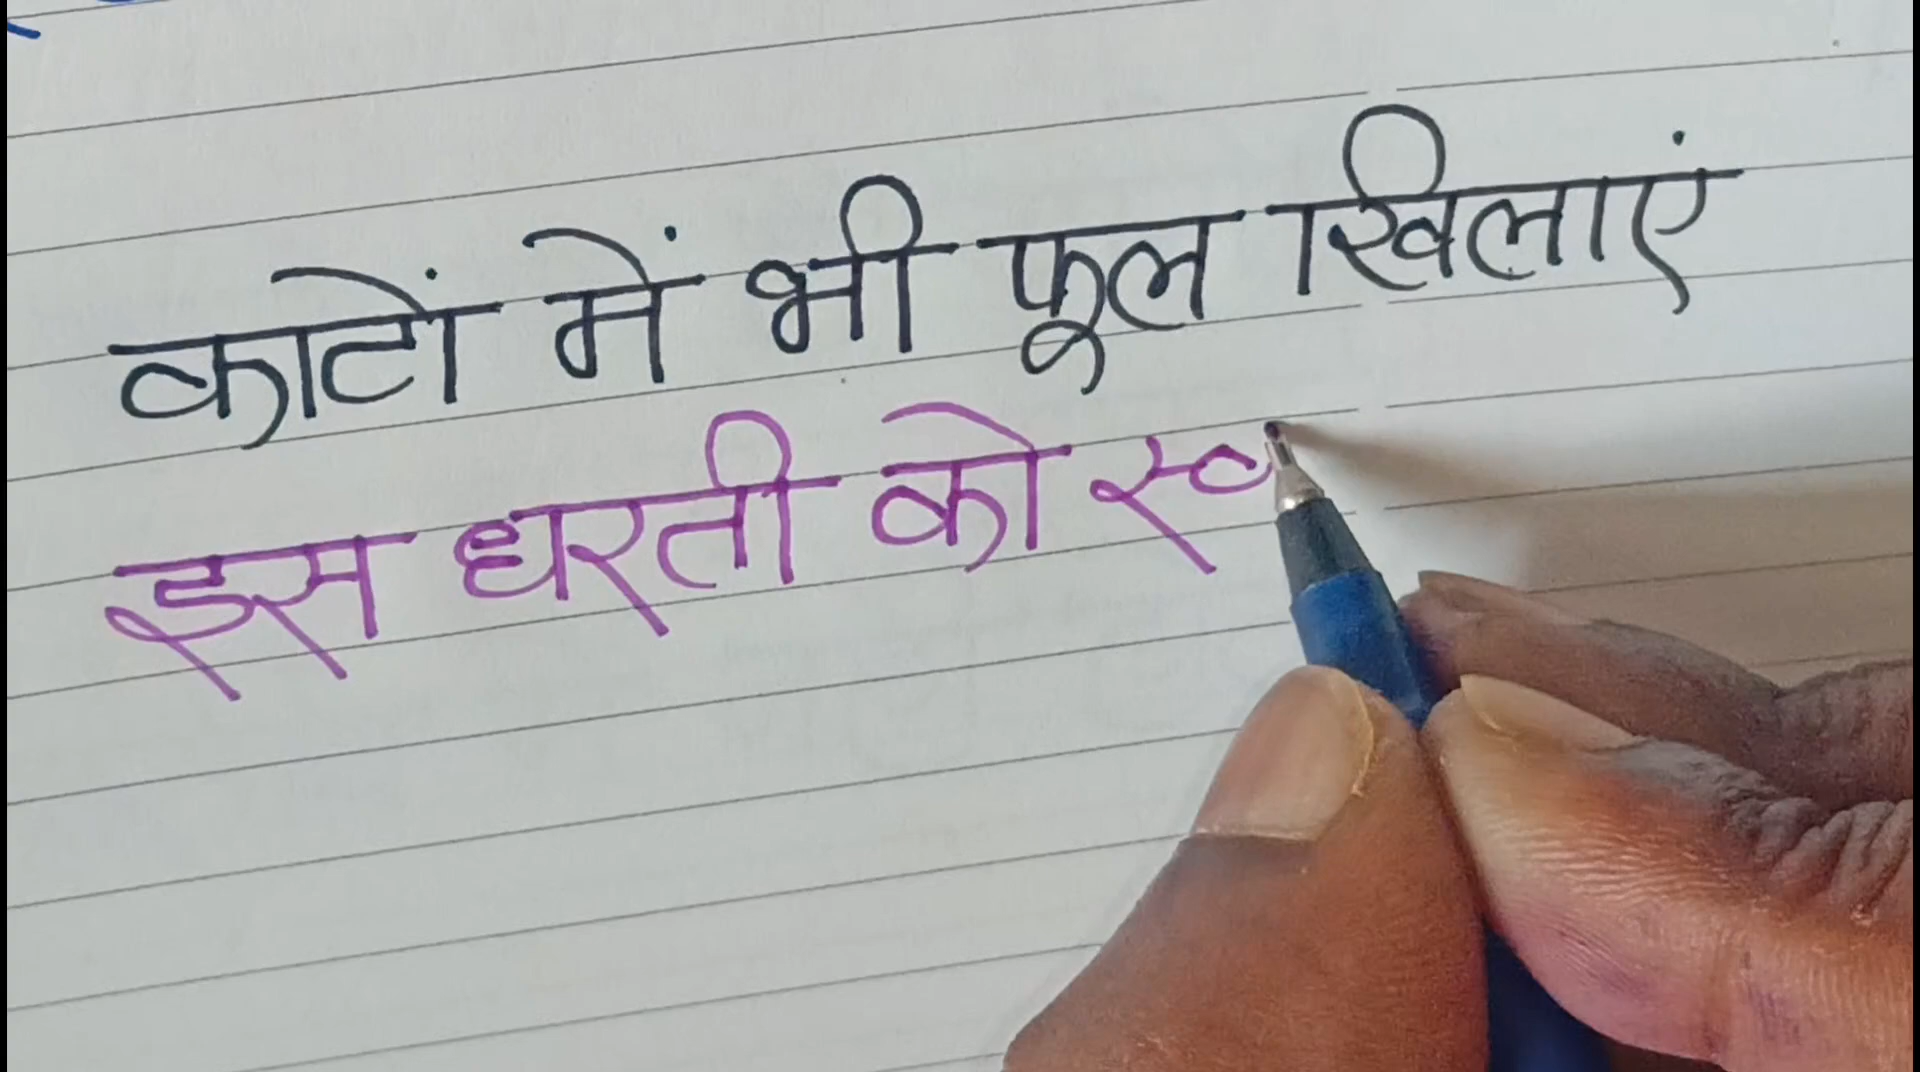 काटों में भी फूल खिलाएं
इस धरती को स्व